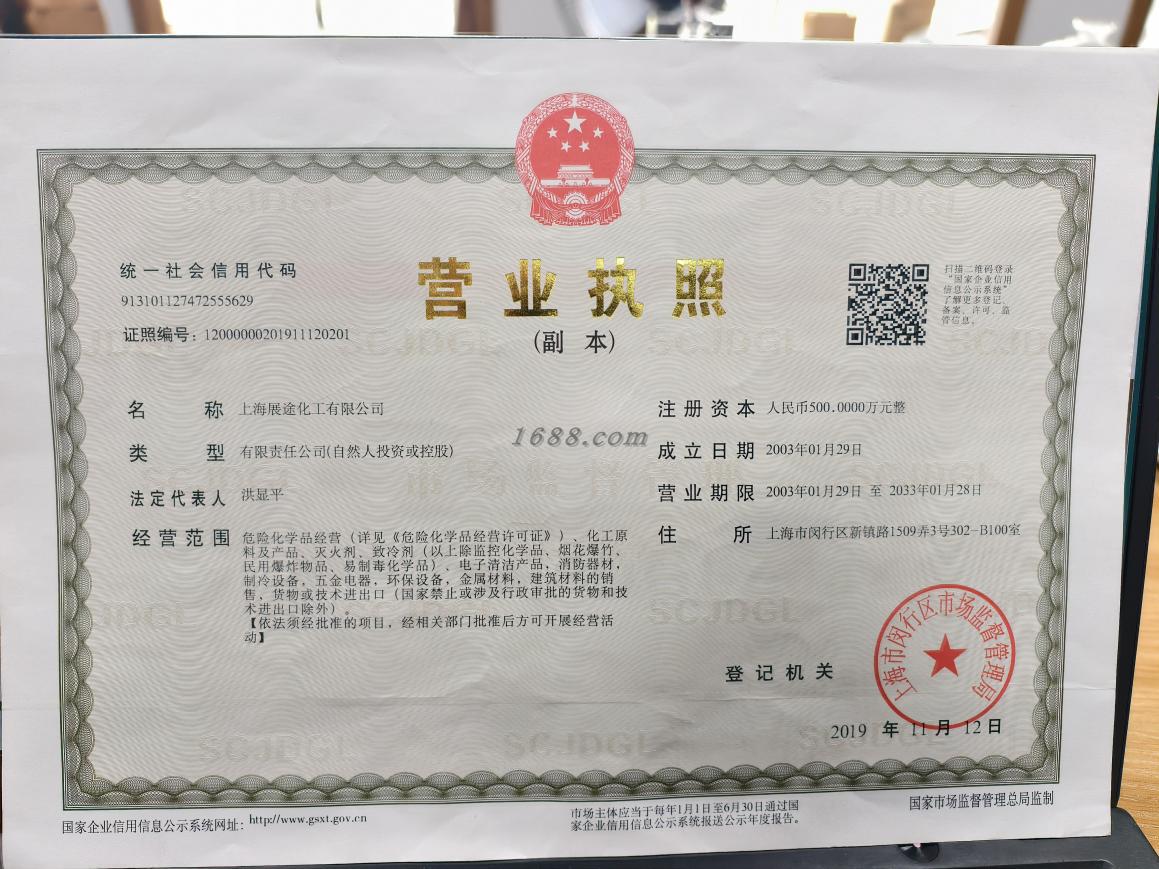 统一社会信用代码
913101127472555629
证照编号：12000000201911120201
营业执照
(副 本)
扫描二维码登录
“国家企业信用
信息公示系统”
了解更多登记、
备案、许可、监
管信息。
名 称 上海展途化工有限公司
类 型 有限责任公司(自然人投资或控股)
法定代表人 洪显平
经营范围 危险化学品经营（详见《危险化学品经营许可证》）、化工原
料及产品、灭火剂、致冷剂（以上除监控化学品、烟花爆竹、
民用爆炸物品、易制毒化学品）、电子清洁产品，消防器材，
制冷设备，五金电器，环保设备，金属材料，建筑材料的销
售，货物或技术进出口（国家禁止或涉及行政审批的货物和技
术进出口除外）。
【依法须经批准的项目，经相关部门批准后方可开展经营活
动】
注册资本 人民币500.0000万元整
成立日期 2003年01月29日
营业期限 2003年01月29日 至 2033年01月28日
住 所 上海市闵行区新镇路1509弄3号302-B100室
1688.com
登记机关
上海市闵行区市场监督管理局
2019 年 11 月 12 日
国家企业信用信息公示系统网址：http://www.gsxt.gov.cn
市场主体应当于每年1月1日至6月30日通过国
家企业信用信息公示系统报送公示年度报告。
国家市场监督管理总局监制